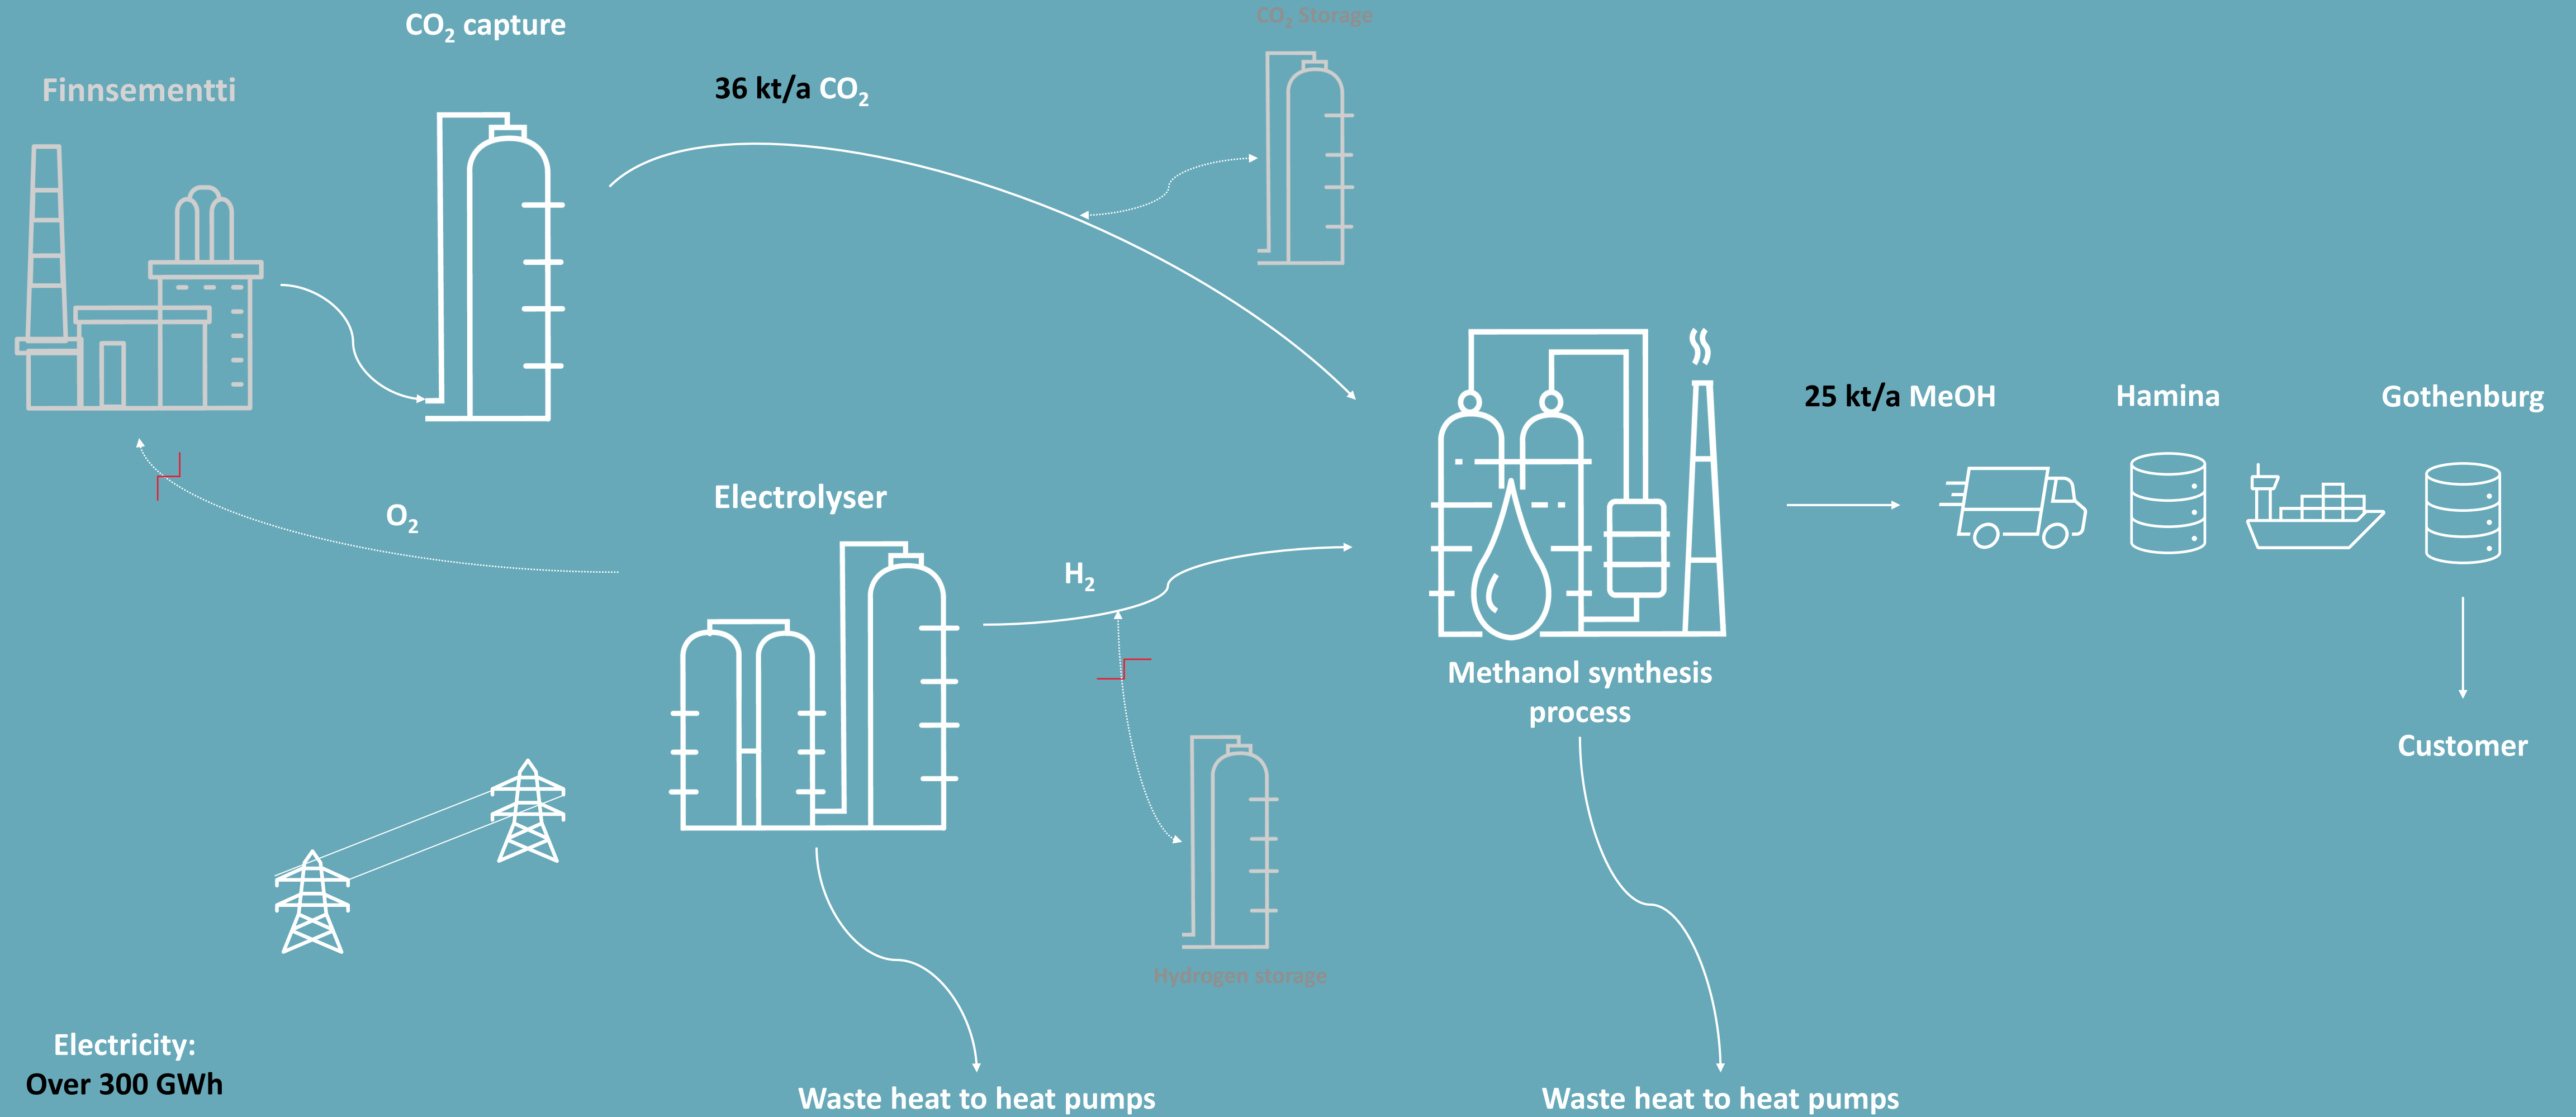 CO₂ capture
CO₂ Storage
Finnsementti
36 kt/a CO₂
25 kt/a MeOH
Hamina
Gothenburg
Electrolyser
O₂
H₂
Methanol synthesis
process
Customer
Hydrogen storage
Electricity:
Over 300 GWh
Waste heat to heat pumps
Waste heat to heat pumps